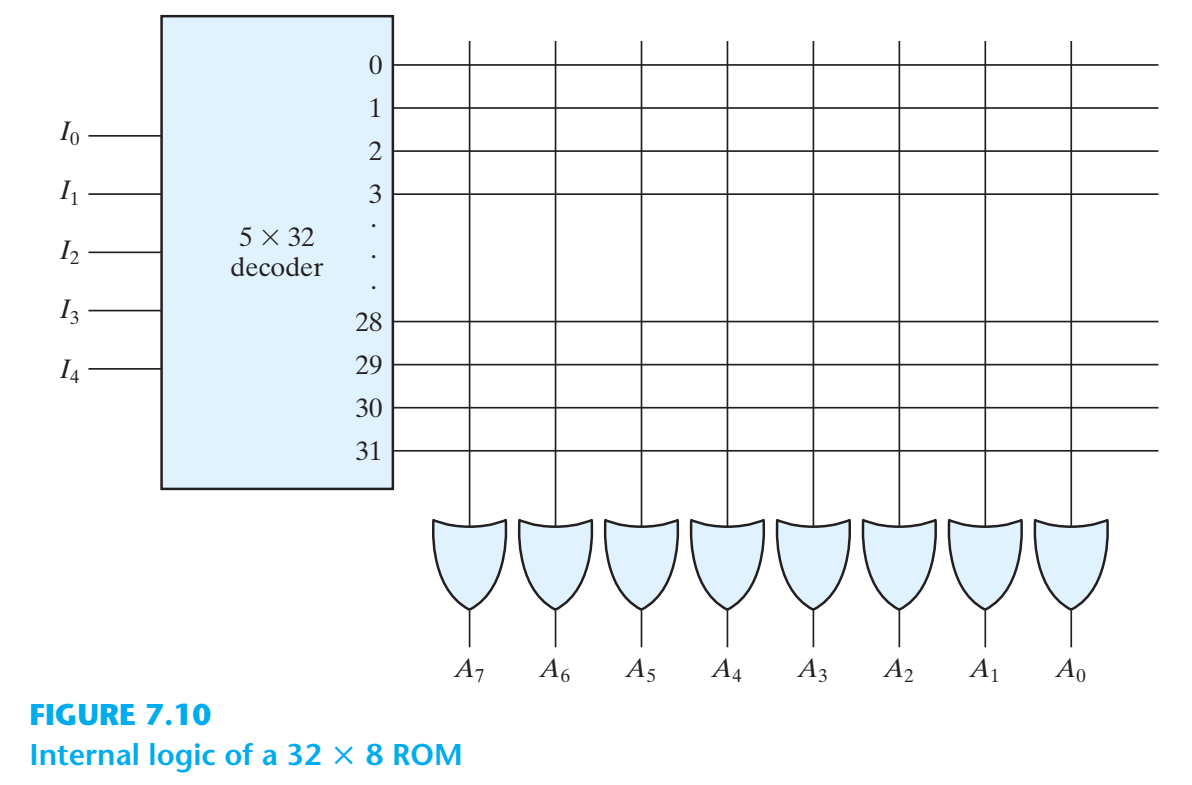 0
1
I₀
2
I₁
3
.
5 × 32
.
I₂
decoder
.
I₃
28
29
I₄
30
31
A₇ A₆ A₅ A₄ A₃ A₂ A₁ A₀
FIGURE 7.10
Internal logic of a 32 × 8 ROM